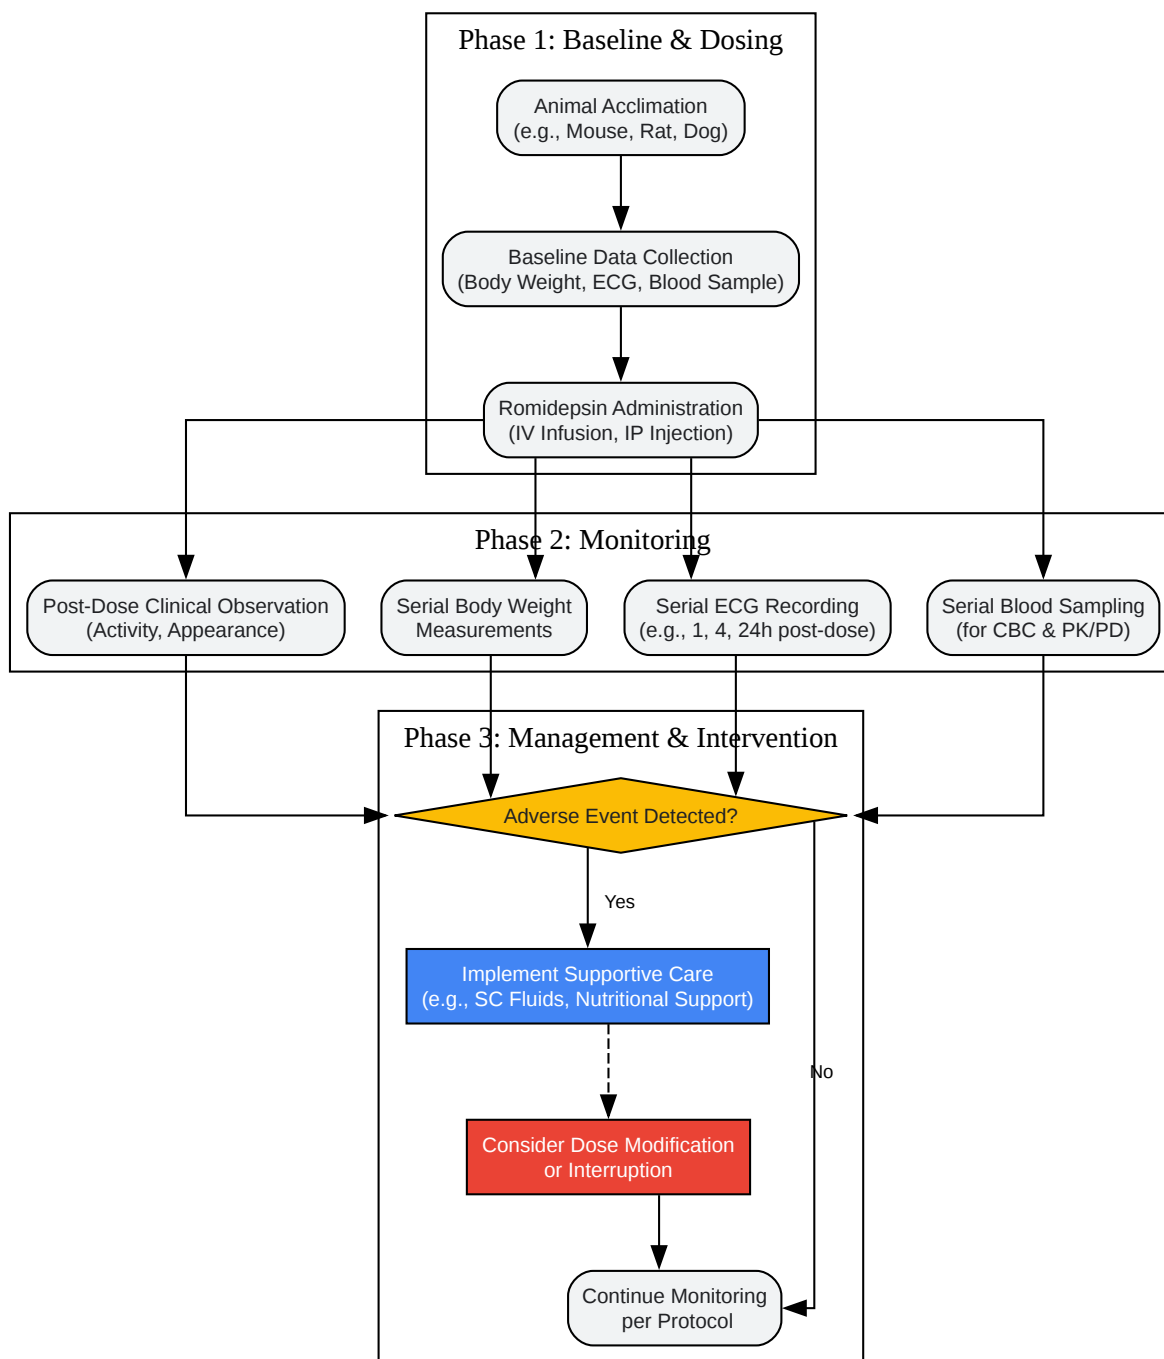 Phase 1: Baseline & Dosing
Animal Acclimation
(e.g., Mouse, Rat, Dog)
Baseline Data Collection
(Body Weight, ECG, Blood Sample)
Romidepsin Administration
(IV Infusion, IP Injection)
Phase 2: Monitoring
Post-Dose Clinical Observation
(Activity, Appearance)
Serial Body Weight
Measurements
Serial ECG Recording
(e.g., 1, 4, 24h post-dose)
Serial Blood Sampling
(for CBC & PK/PD)
Phase 3: Management & Intervention
Adverse Event Detected?
Yes
Implement Supportive Care
(e.g., SC Fluids, Nutritional Support)
No
Consider Dose Modification
or Interruption
Continue Monitoring
per Protocol